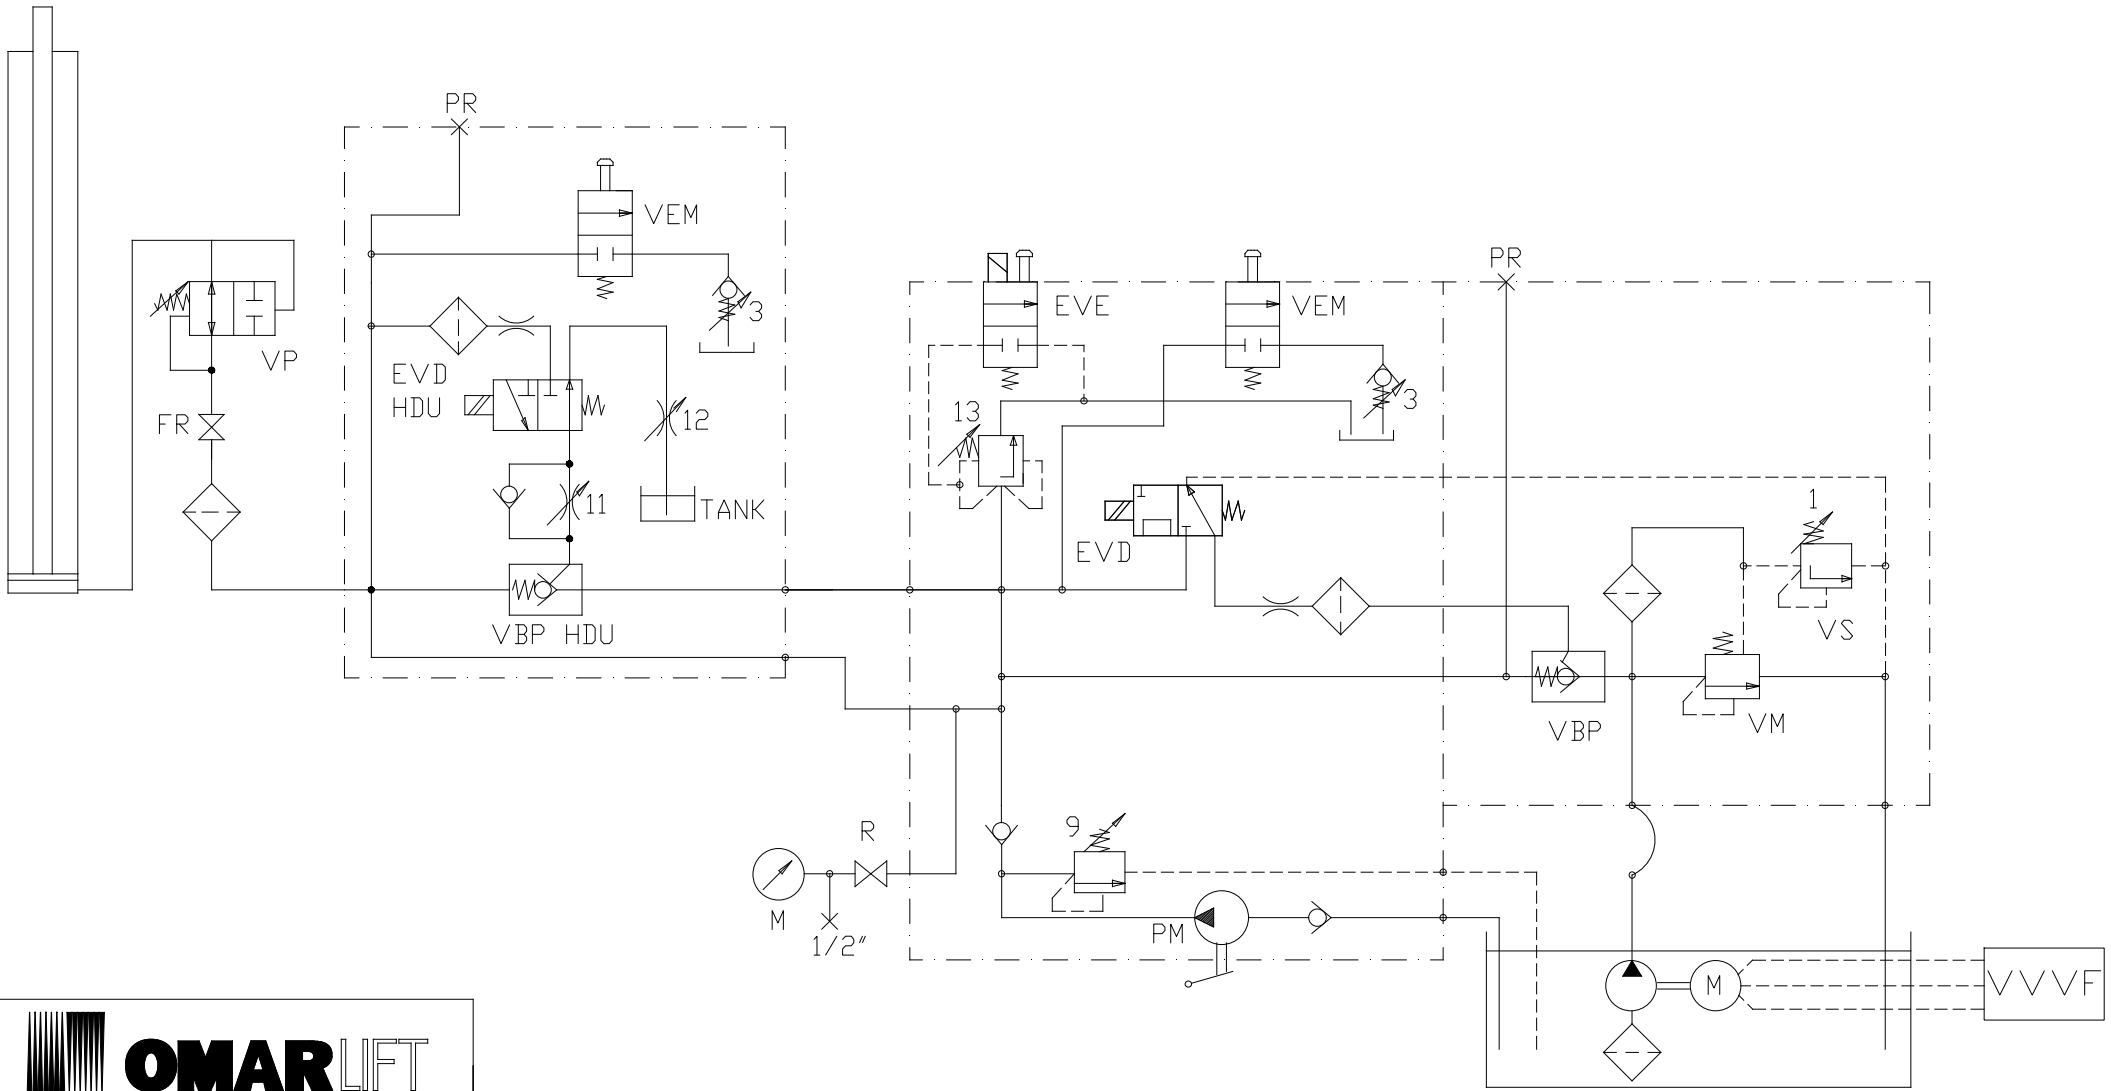 PR
VEM
3
VP
FR
EVD
HDU
12
11
TANK
VBP HDU
EVE
VEM
PR
3
13
EVD
1
VS
VBP
VM
9
R
M
1/2"
PM
M
VVVF
OMARLIFT